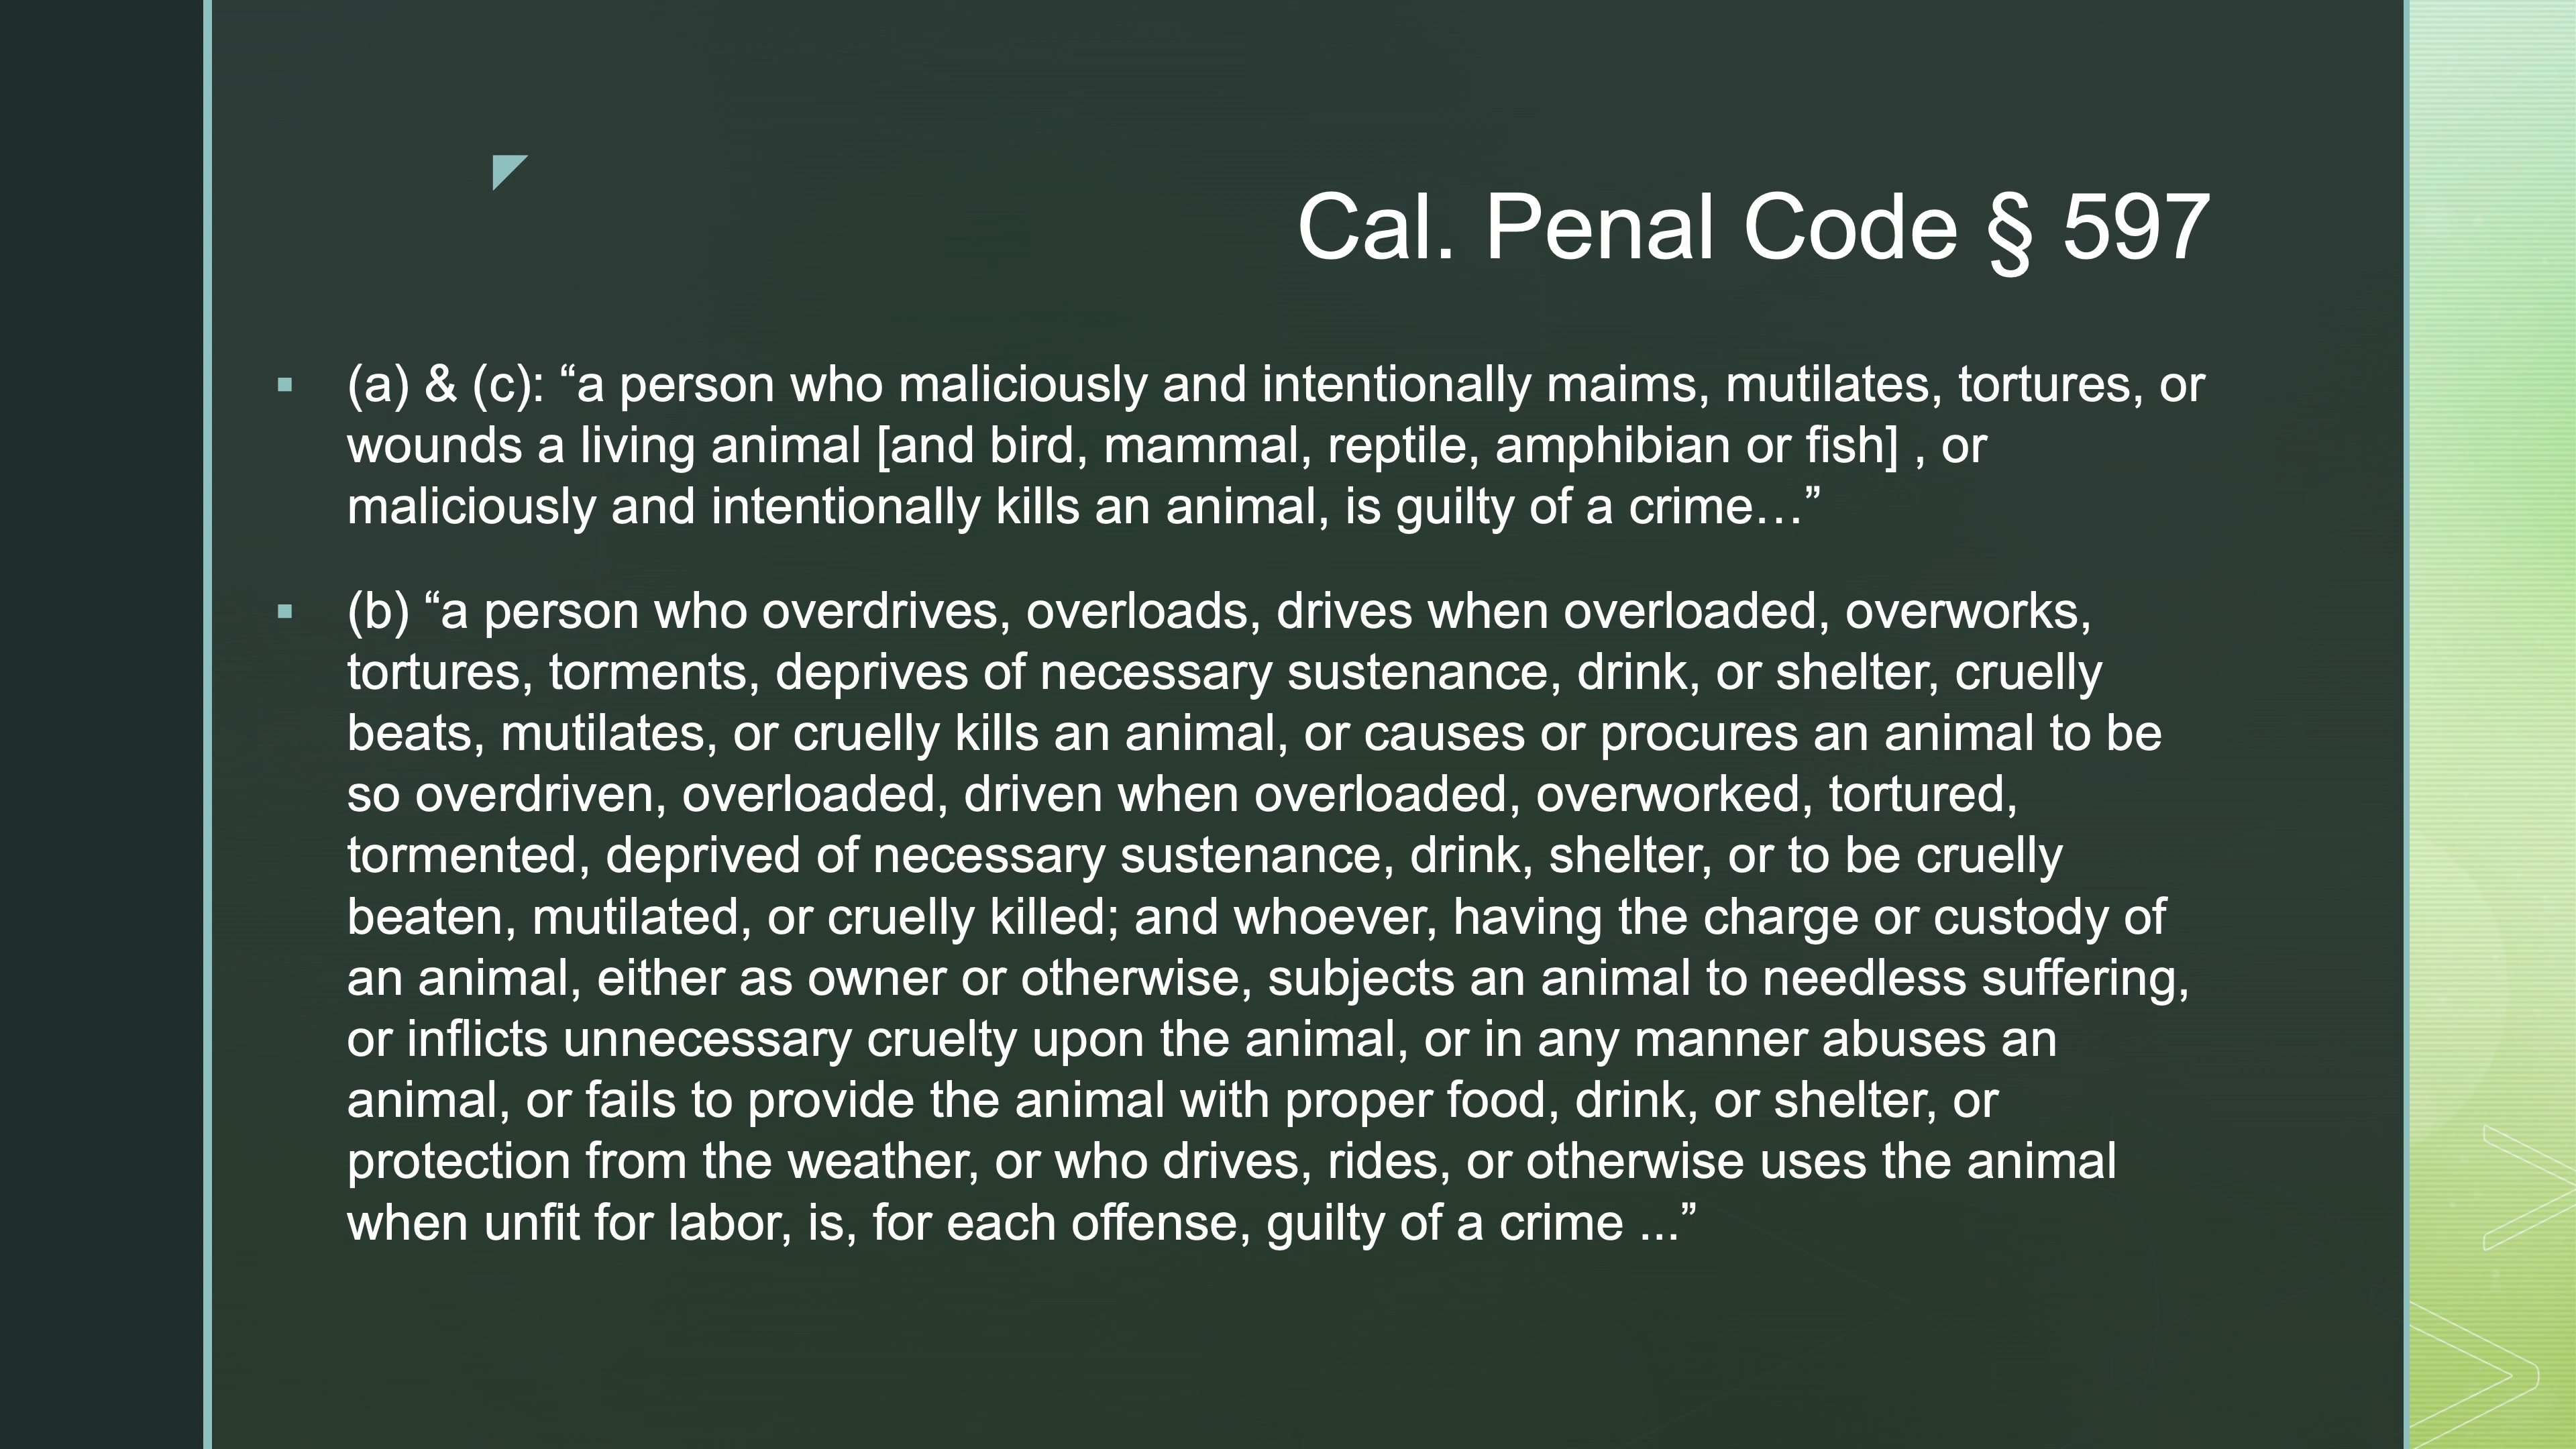 Cal. Penal Code § 597
▪ (a) & (c): “a person who maliciously and intentionally maims, mutilates, tortures, or
wounds a living animal [and bird, mammal, reptile, amphibian or fish] , or
maliciously and intentionally kills an animal, is guilty of a crime…”
▪ (b) “a person who overdrives, overloads, drives when overloaded, overworks,
tortures, torments, deprives of necessary sustenance, drink, or shelter, cruelly
beats, mutilates, or cruelly kills an animal, or causes or procures an animal to be
so overdriven, overloaded, driven when overloaded, overworked, tortured,
tormented, deprived of necessary sustenance, drink, shelter, or to be cruelly
beaten, mutilated, or cruelly killed; and whoever, having the charge or custody of
an animal, either as owner or otherwise, subjects an animal to needless suffering,
or inflicts unnecessary cruelty upon the animal, or in any manner abuses an
animal, or fails to provide the animal with proper food, drink, or shelter, or
protection from the weather, or who drives, rides, or otherwise uses the animal
when unfit for labor, is, for each offense, guilty of a crime ...”